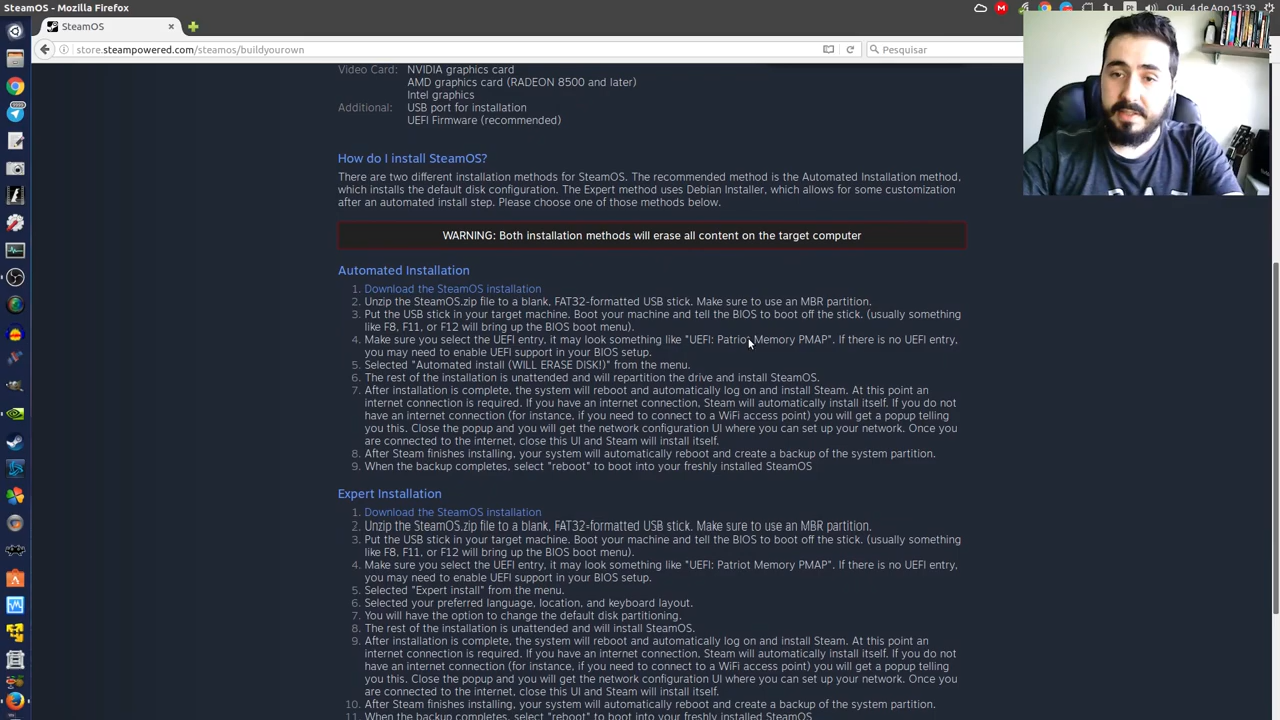 SteamOS - Mozilla Firefox
Pt
Qui, 4 de Ago 15:39
SteamOS
store.steampowered.com/steamos/buildyourown
Pesquisar
Video Card: NVIDIA graphics card
AMD graphics card (RADEON 8500 and later)
Intel graphics
Additional: USB port for installation
UEFI Firmware (recommended)
How do I install SteamOS?
There are two different installation methods for SteamOS. The recommended method is the Automated Installation method,
which installs the default disk configuration. The Expert method uses Debian Installer, which allows for some customization
after an automated install step. Please choose one of those methods below.
WARNING: Both installation methods will erase all content on the target computer
Automated Installation
1. Download the SteamOS installation
2. Unzip the SteamOS.zip file to a blank, FAT32-formatted USB stick. Make sure to use an MBR partition.
3. Put the USB stick in your target machine. Boot your machine and tell the BIOS to boot off the stick. (usually something
like F8, F11, or F12 will bring up the BIOS boot menu).
4. Make sure you select the UEFI entry, it may look something like "UEFI: Patriot Memory PMAP". If there is no UEFI entry,
you may need to enable UEFI support in your BIOS setup.
5. Selected "Automated install (WILL ERASE DISK!)" from the menu.
6. The rest of the installation is unattended and will repartition the drive and install SteamOS.
7. After installation is complete, the system will reboot and automatically log on and install Steam. At this point an
internet connection is required. If you have an internet connection, Steam will automatically install itself. If you do not
have an internet connection (for instance, if you need to connect to a WiFi access point) you will get a popup telling
you this. Close the popup and you will get the network configuration UI where you can set up your network. Once you
are connected to the internet, close this UI and Steam will install itself.
8. After Steam finishes installing, your system will automatically reboot and create a backup of the system partition.
9. When the backup completes, select "reboot" to boot into your freshly installed SteamOS
Expert Installation
1. Download the SteamOS installation
2. Unzip the SteamOS.zip file to a blank, FAT32-formatted USB stick. Make sure to use an MBR partition.
3. Put the USB stick in your target machine. Boot your machine and tell the BIOS to boot off the stick. (usually something
like F8, F11, or F12 will bring up the BIOS boot menu).
4. Make sure you select the UEFI entry, it may look something like "UEFI: Patriot Memory PMAP". If there is no UEFI entry,
you may need to enable UEFI support in your BIOS setup.
5. Selected "Expert install" from the menu.
6. Selected your preferred language, location, and keyboard layout.
7. You will have the option to change the default disk partitioning.
8. The rest of the installation is unattended and will install SteamOS.
9. After installation is complete, the system will reboot and automatically log on and install Steam. At this point an
internet connection is required. If you have an internet connection, Steam will automatically install itself. If you do not
have an internet connection (for instance, if you need to connect to a WiFi access point) you will get a popup telling
you this. Close the popup and you will get the network configuration UI where you can set up your network. Once you
are connected to the internet, close this UI and Steam will install itself.
10. After Steam finishes installing, your system will automatically reboot and create a backup of the system partition.
11. When the backup completes, select "reboot" to boot into your freshly installed SteamOS